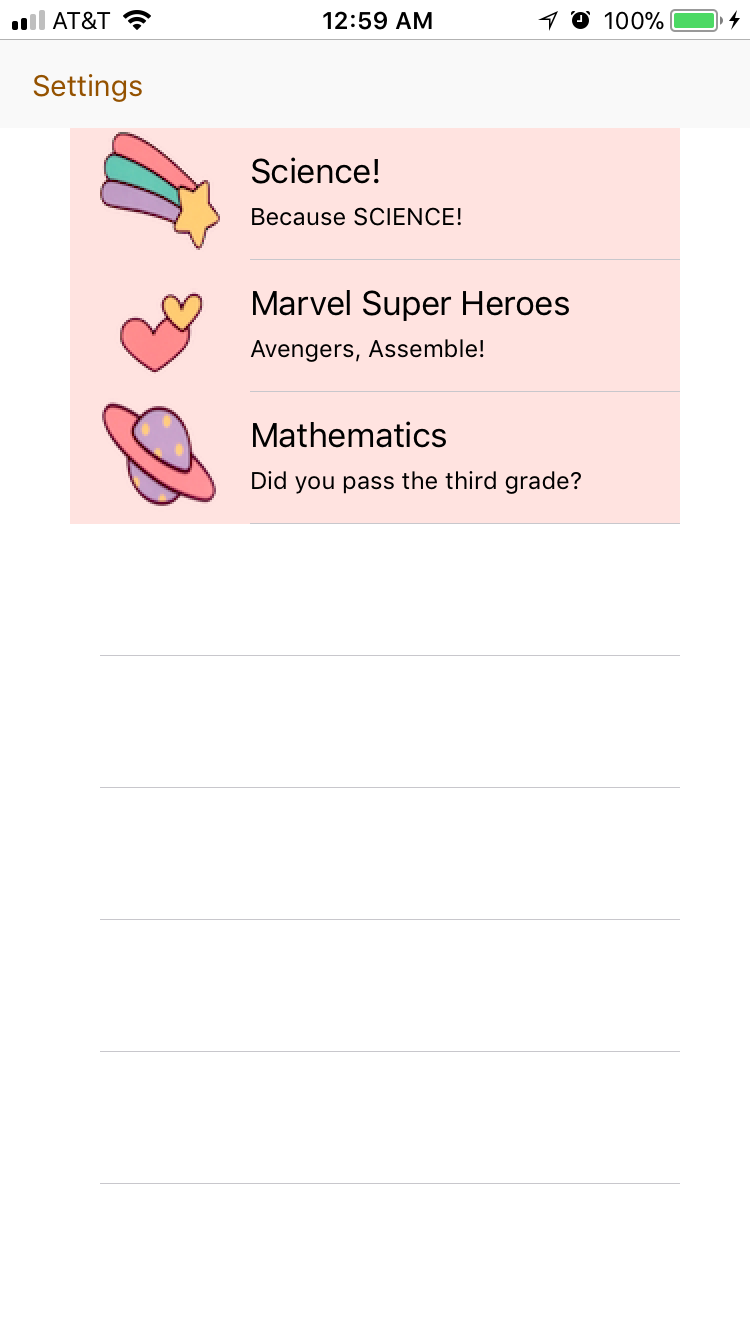 AT&T 12:59 AM 100%
Settings
Science!
Because SCIENCE!
Marvel Super Heroes
Avengers, Assemble!
Mathematics
Did you pass the third grade?